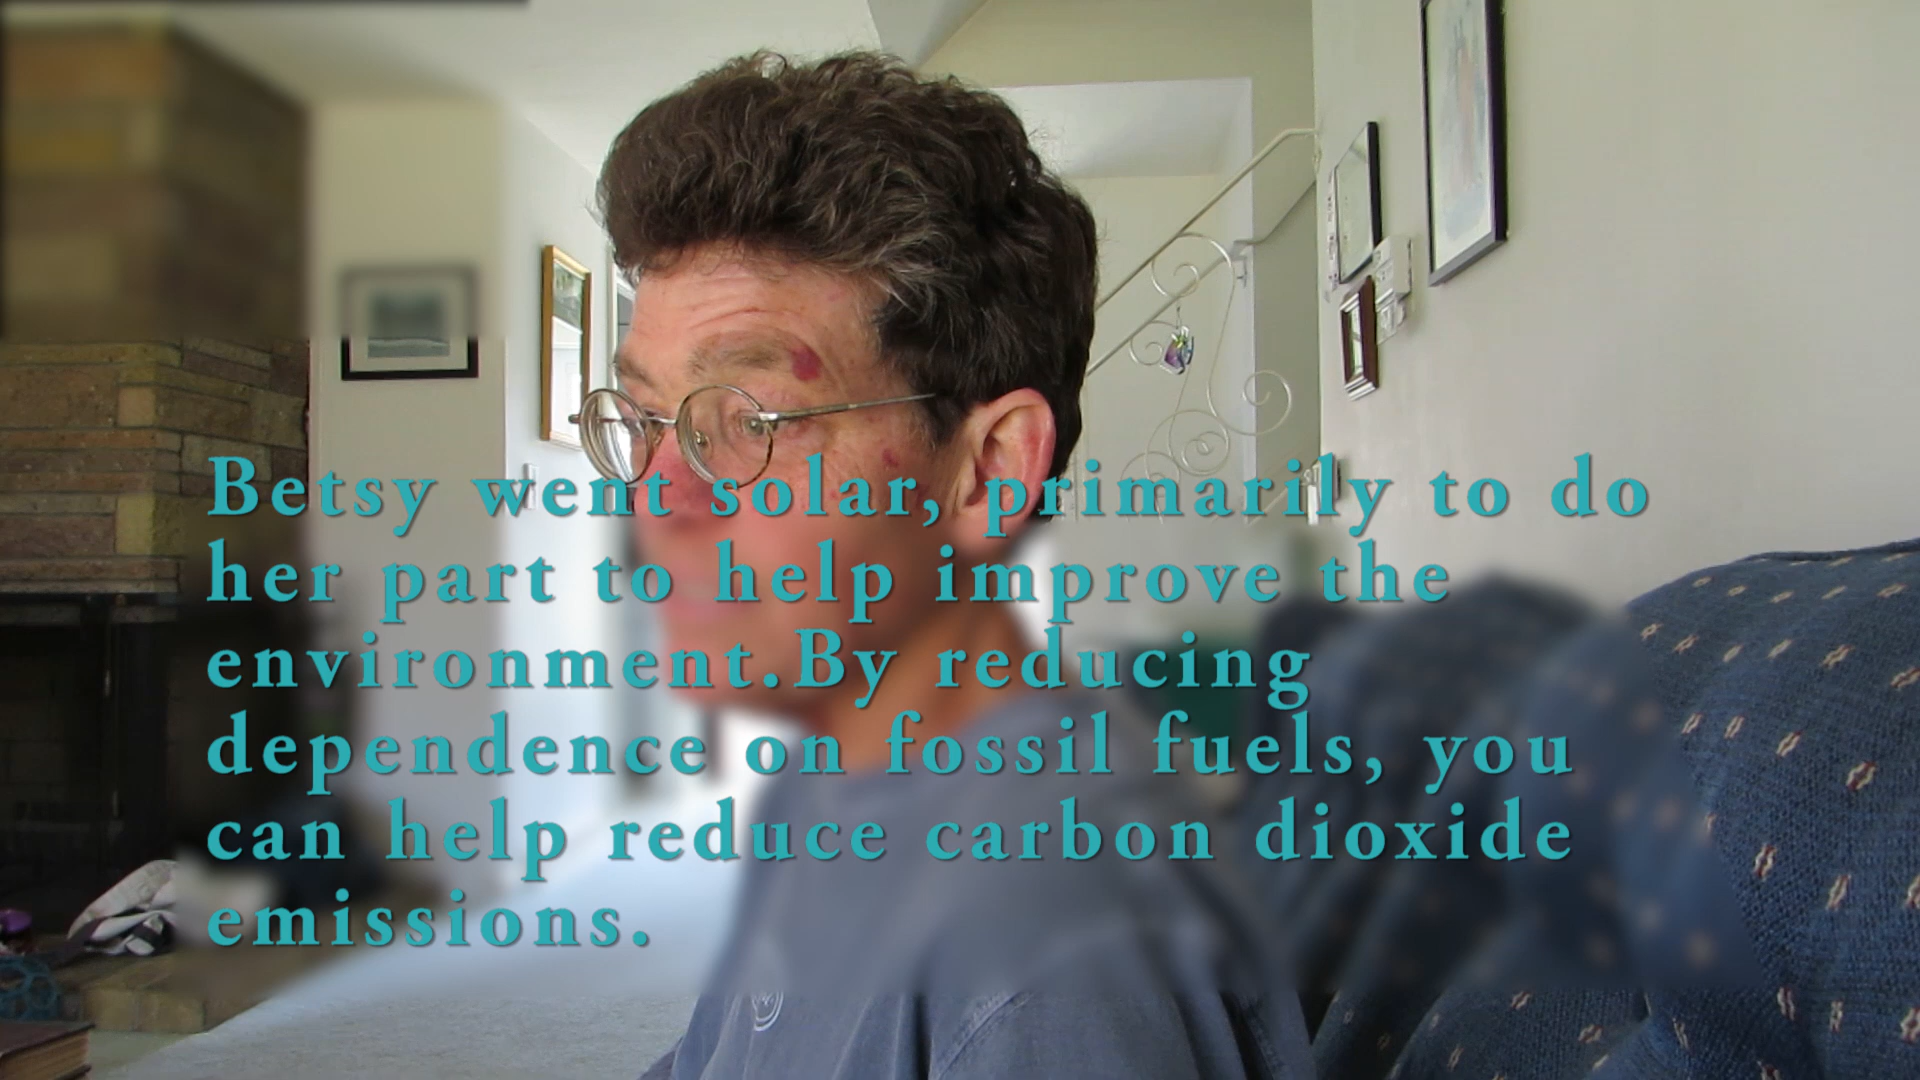 Betsy went solar, primarily to do
her part to help improve the
environment.By reducing
dependence on fossil fuels, you
can help reduce carbon dioxide
emissions.